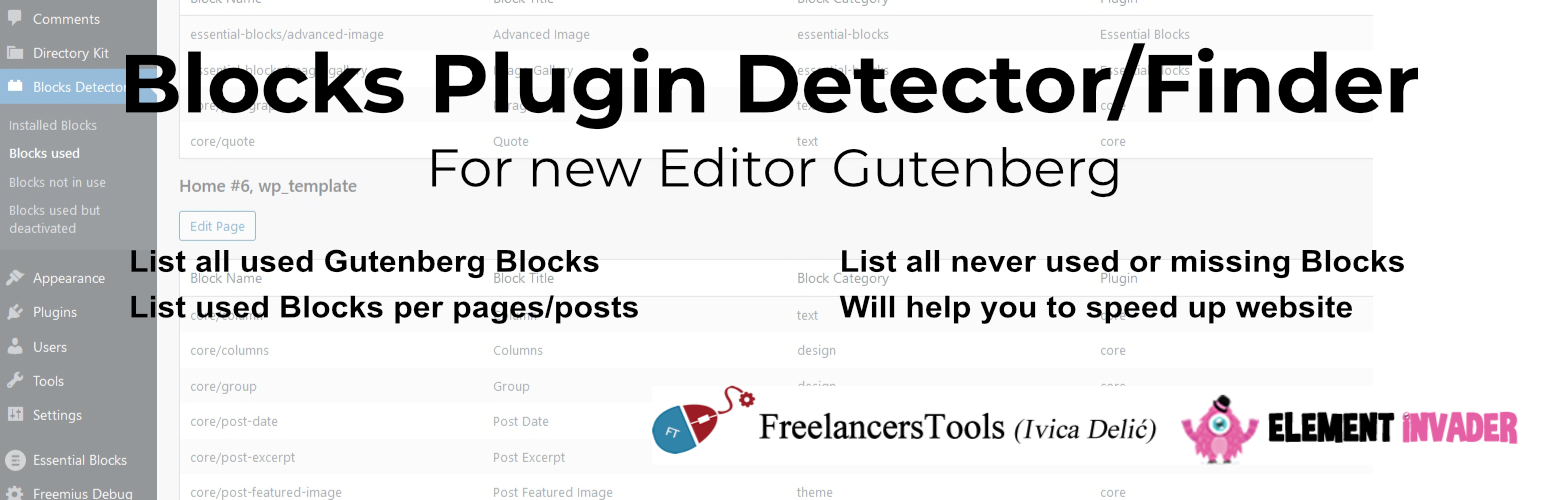 Comments
Directory Kit
Blocks Detector
Installed Blocks
Blocks used
Blocks not in use
Blocks used but
deactivated
Appearance
Plugins
Users
Tools
Settings
Essential Blocks
Freemius Debug
Block Name Block Title Block Category Plugin
essential-blocks/advanced-image Advanced Image essential-blocks Essential Blocks
essential-blocks/image-gallery Image Gallery essential-blocks Essential Blocks
Blocks Plugin Detector/Finder
core/paragraph Paragraph text core
core/quote Quote text core
For new Editor Gutenberg
Home #6, wp_template
Edit Page
List all used Gutenberg Blocks
List all never used or missing Blocks
Block Name Block Title Block Category Plugin
List used Blocks per pages/posts
Will help you to speed up website
core/column Column text core
core/columns Columns design core
core/group Group design core
core/post-date Post Date
core/post-excerpt Post Excerpt
core/post-featured-image Post Featured Image theme core
FT
FreelancersTools (Ivica Delić)
ELEMENT iNVADER